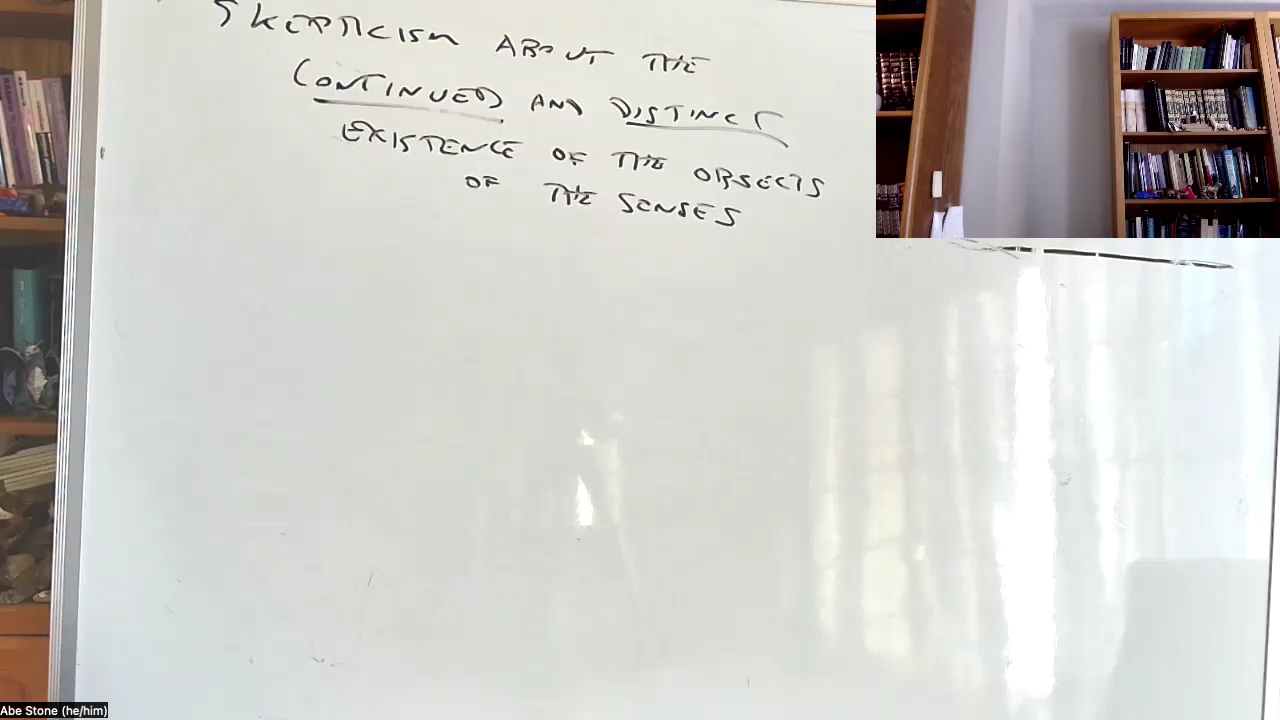 SKEPTICISM ABOUT THE
CONTINUED AND DISTINCT
EXISTENCE OF THE OBJECTS
OF THE SENSES
Abe Stone (he/him)